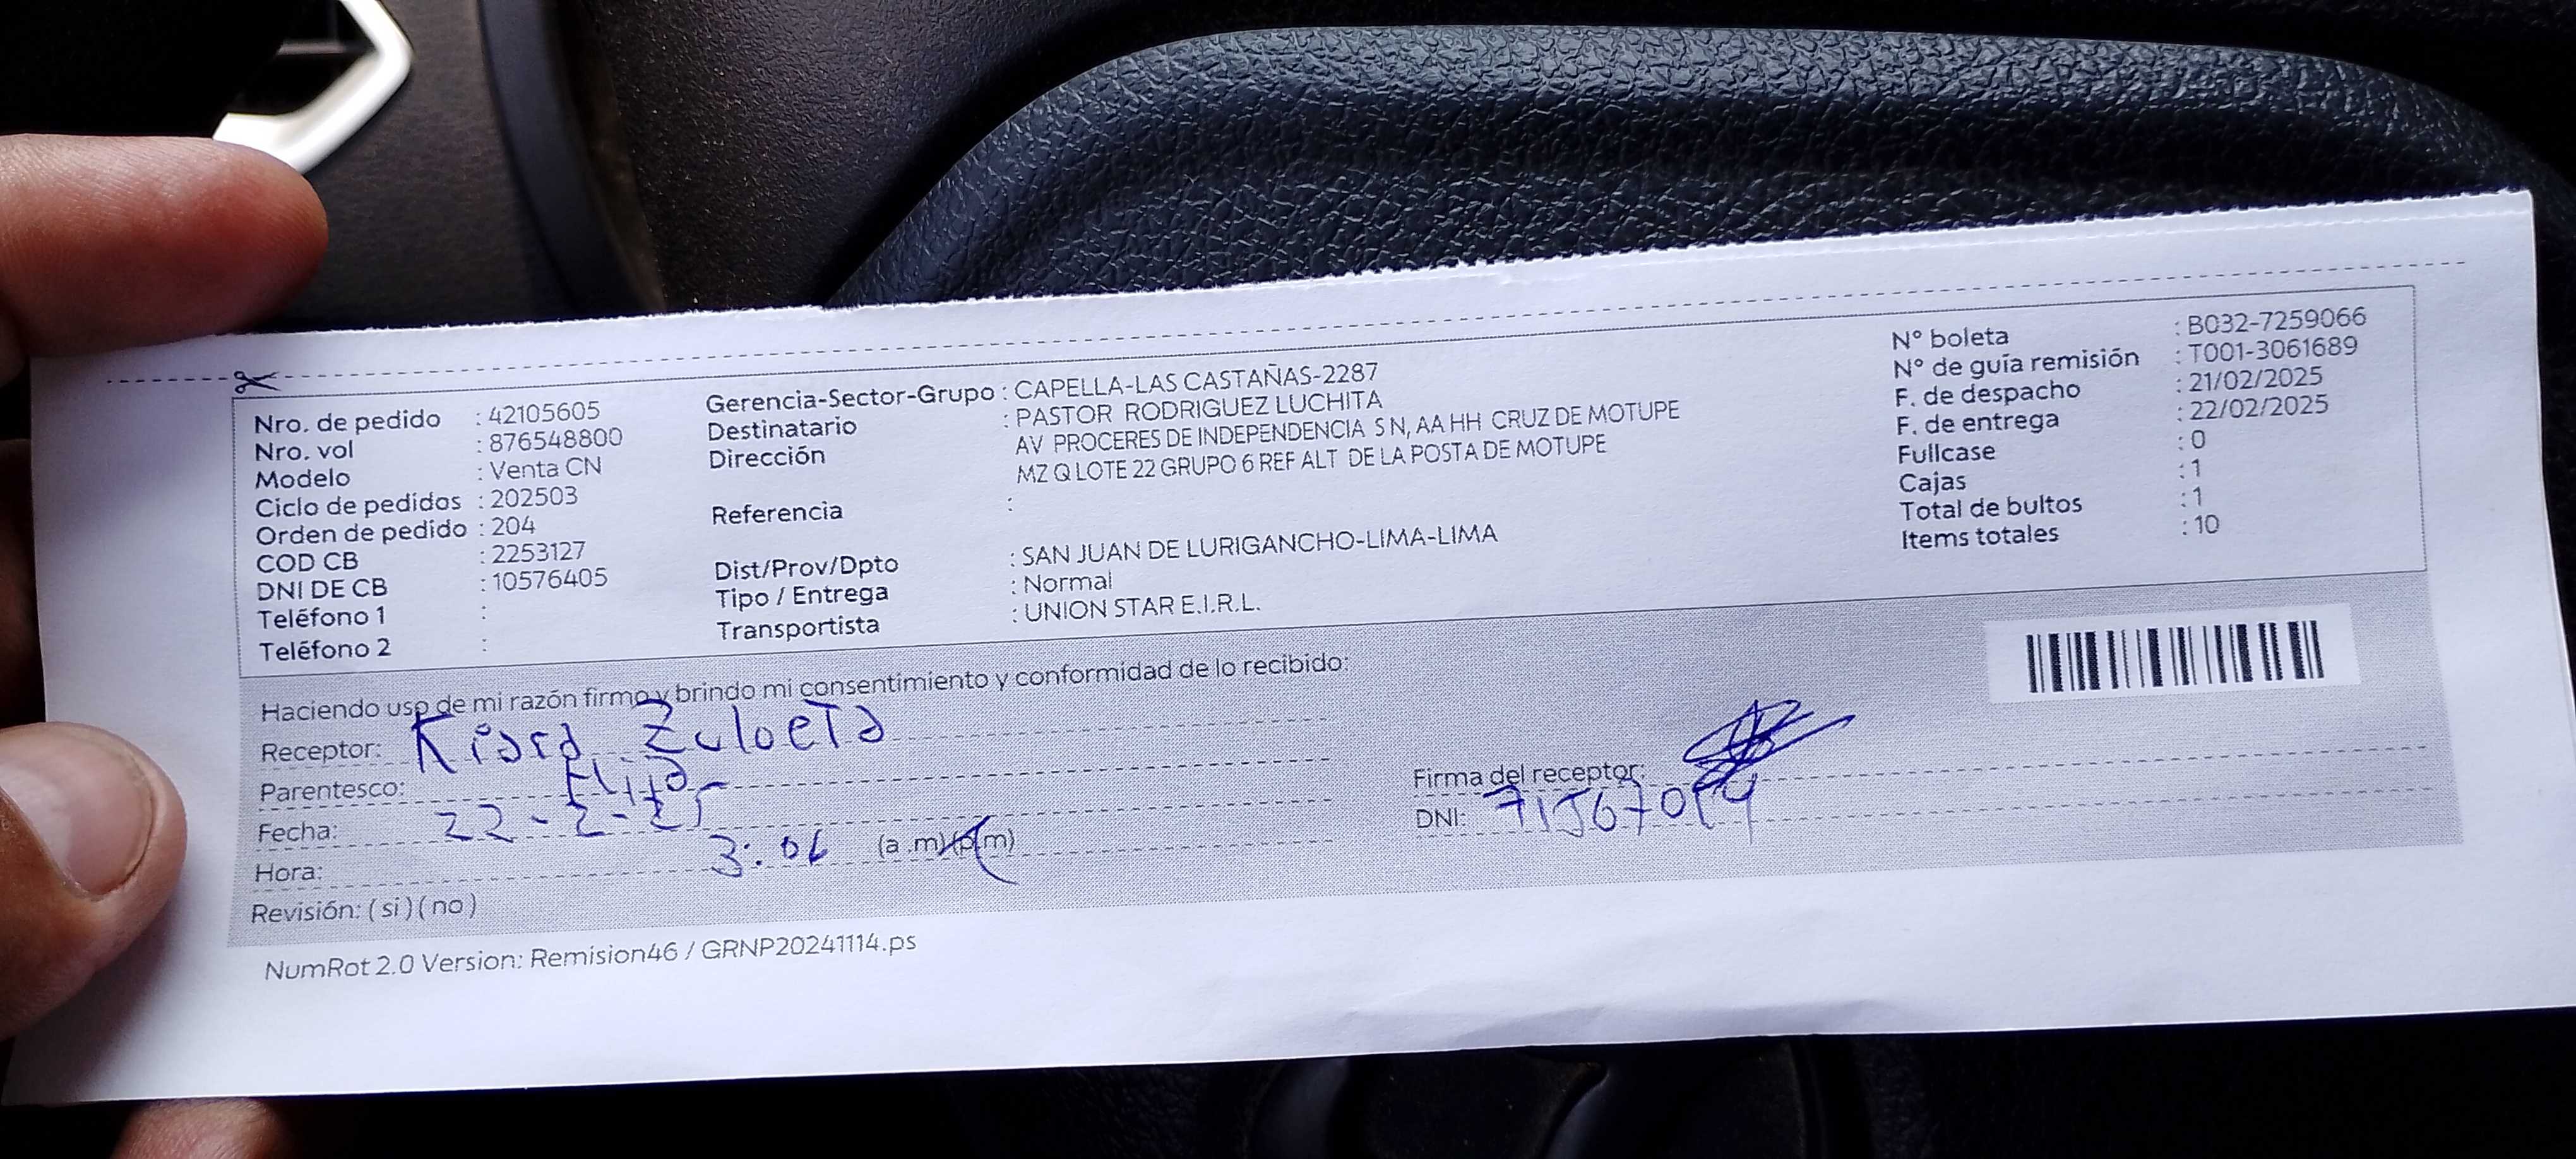 Nro. de pedido : 42105605
Nro. vol : 876548800
Modelo : Venta CN
Ciclo de pedidos : 202503
Orden de pedido : 204
COD CB : 2253127
DNI DE CB : 10576405
Teléfono 1 :
Teléfono 2 :
Gerencia-Sector-Grupo : CAPELLA-LAS CASTAÑAS-2287
Destinatario : PASTOR RODRIGUEZ LUCHITA
Dirección AV PROCERES DE INDEPENDENCIA S N, AA HH CRUZ DE MOTUPE
MZ Q LOTE 22 GRUPO 6 REF ALT DE LA POSTA DE MOTUPE
Referencia :
Dist/Prov/Dpto : SAN JUAN DE LURIGANCHO-LIMA-LIMA
Tipo / Entrega : Normal
Transportista : UNION STAR E.I.R.L.
N° boleta : B032-7259066
N° de guía remisión : T001-3061689
F. de despacho : 21/02/2025
F. de entrega : 22/02/2025
Fullcase : 0
Cajas : 1
Total de bultos : 1
Items totales : 10
Haciendo uso de mi razón firmo y brindo mi consentimiento y conformidad de lo recibido:
Receptor: Kiara Zuloeta
Parentesco: Hija
Fecha: 22-2-25
Hora: 3:06 (a.m)(p.m)
Revisión: (si)(no)
Firma del receptor:
DNI:
NumRot 2.0 Version: Remision46 / GRNP20241114.ps